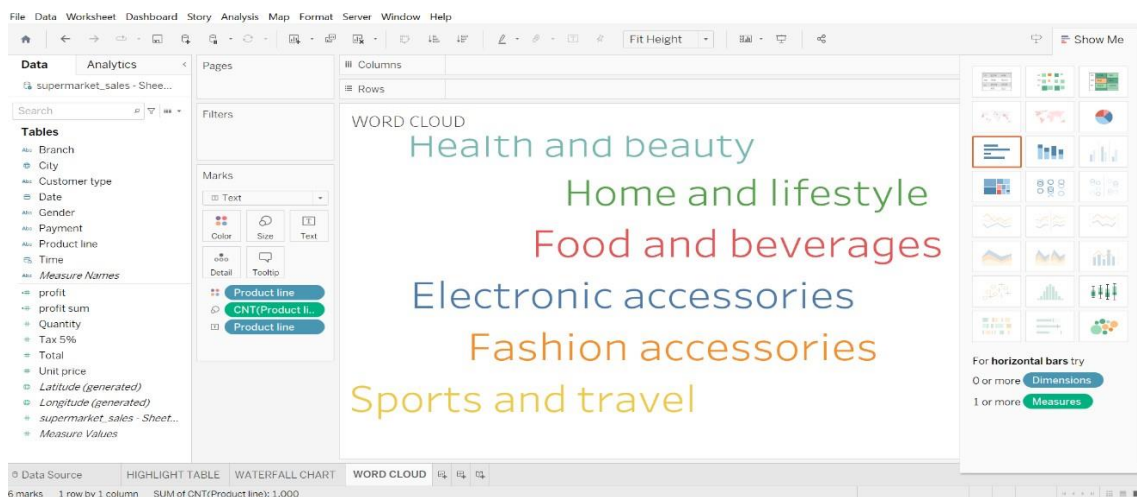 File Data Worksheet Dashboard Story Analysis Map Format Server Window Help
Fit Height
Show Me
Data Analytics
supermarket_sales - Shee...
Search
Tables
Abc Branch
City
Abc Customer type
Date
Abc Gender
Abc Payment
Abc Product line
Time
Abc Measure Names
profit
profit sum
Quantity
Tax 5%
Total
Unit price
Latitude (generated)
Longitude (generated)
supermarket_sales - Sheet...
Measure Values
Pages
Filters
Marks
Text
Color Size Text
Detail Tooltip
Product line
CNT(Product li..
Product line
Columns
Rows
WORD CLOUD
Health and beauty
Home and lifestyle
Food and beverages
Electronic accessories
Fashion accessories
Sports and travel
For horizontal bars try
0 or more Dimensions
1 or more Measures
Data Source HIGHLIGHT TABLE WATERFALL CHART WORD CLOUD
6 marks 1 row by 1 column SUM of CNT(Product line): 1,000